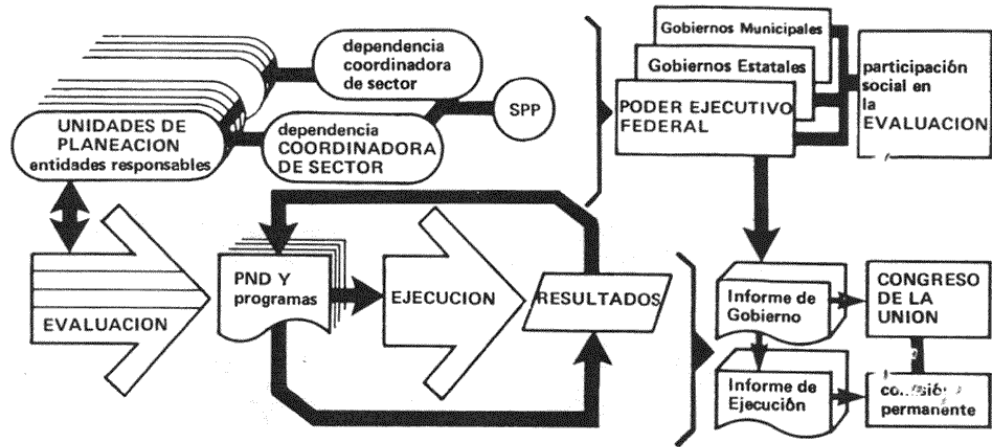 dependencia
coordinadora
de sector
UNIDADES DE
PLANEACION
entidades responsables
dependencia
COORDINADORA
DE SECTOR
SPP
Gobiernos Municipales
Gobiernos Estatales
PODER EJECUTIVO
FEDERAL
participación
social en
la
EVALUACION
EVALUACION
PND Y
programas
EJECUCION
RESULTADOS
Informe de
Gobierno
CONGRESO
DE LA
UNION
Informe de
Ejecución
permanente